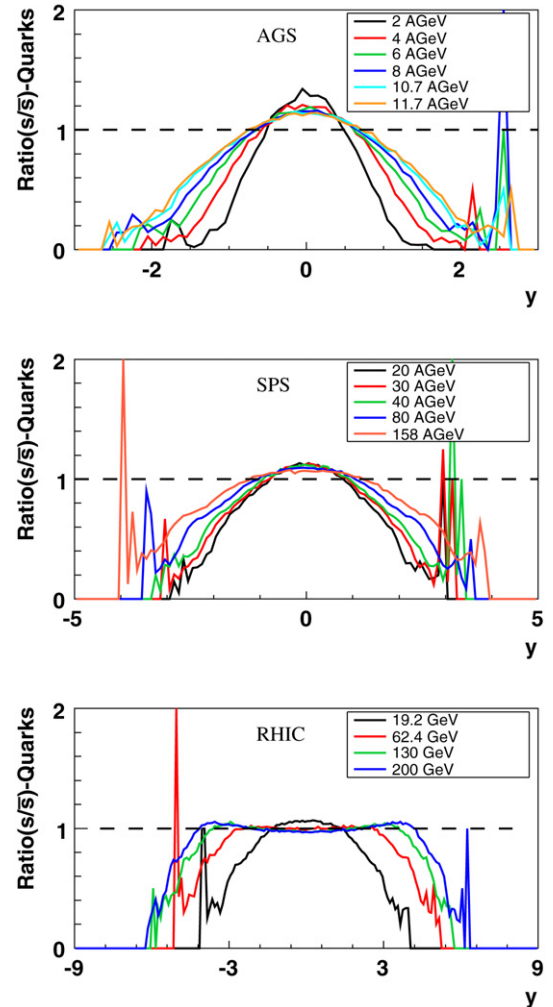 2
1
0
Ratio(s/s̅)-Quarks
AGS
2 AGeV
4 AGeV
6 AGeV
8 AGeV
10.7 AGeV
11.7 AGeV
-2 0 2
y
2
1
0
Ratio(s/s̅)-Quarks
SPS
20 AGeV
30 AGeV
40 AGeV
80 AGeV
158 AGeV
-5 0 5
y
2
1
0
Ratio(s/s̅)-Quarks
RHIC
19.2 GeV
62.4 GeV
130 GeV
200 GeV
-9 -3 3 9
y